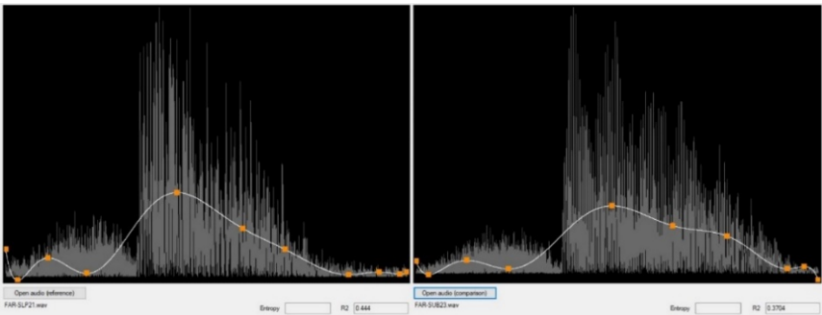 Open audio (reference)
FAR-SLP21.wav
Entropy R2 0.444
Open audio (comparison)
FAR-SUB23.wav
Entropy R2 0.3704